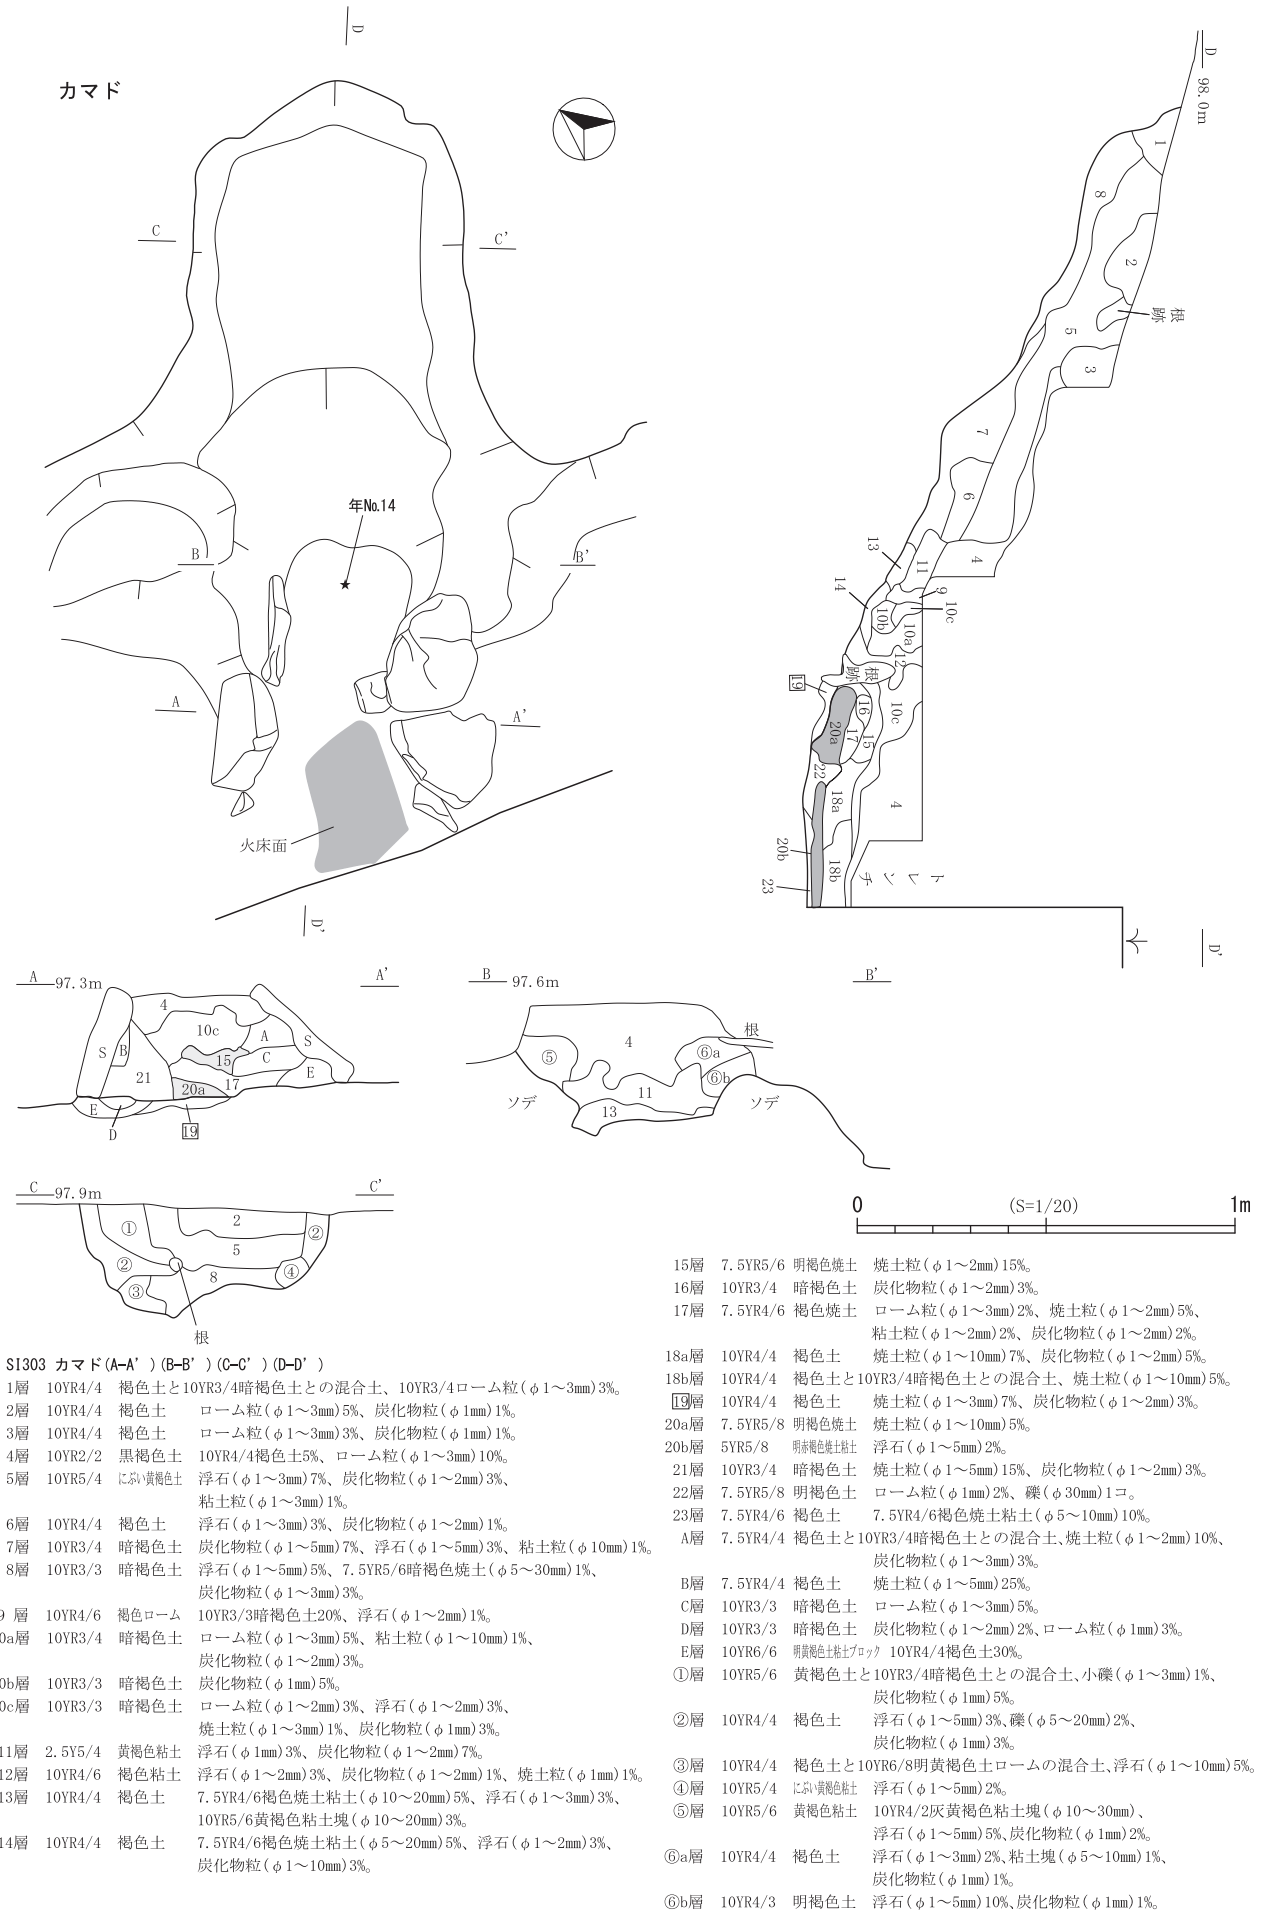 カマド
D
C
C'
年No.14
B
B'
A
A'
火床面
D'
D
98.0m
1
8
2
根跡
5
3
7
6
4
13
11
14
9
10c
10b
10a
12
根跡
19
10c
16
20a
17
15
22
18a
4
20b
18b
23
トレンチ
D'
A
97.3m
A'
4
10c
A
S
S
B
15
C
E
21
20a
17
E
D
19
B
97.6m
B'
4
根
⑤
⑥a
⑥b
11
13
ソデ
ソデ
C
97.9m
C'
①
2
②
5
②
④
③
8
根
0
(S=1/20)
1m
SI303 カマド(A-A')(B-B')(C-C')(D-D')
1層 10YR4/4 褐色土と10YR3/4暗褐色土との混合土、10YR3/4ローム粒(φ1～3mm)3%。
2層 10YR4/4 褐色土 ローム粒(φ1～3mm)5%、炭化物粒(φ1mm)1%。
3層 10YR4/4 褐色土 ローム粒(φ1～3mm)3%、炭化物粒(φ1mm)1%。
4層 10YR2/2 黒褐色土 10YR4/4褐色土5%、ローム粒(φ1～3mm)10%。
5層 10YR5/4 にぶい黄褐色土 浮石(φ1～3mm)7%、炭化物粒(φ1～2mm)3%、
粘土粒(φ1～3mm)1%。
6層 10YR4/4 褐色土 浮石(φ1～3mm)3%、炭化物粒(φ1～2mm)1%。
7層 10YR3/4 暗褐色土 炭化物粒(φ1～5mm)7%、浮石(φ1～5mm)3%、粘土粒(φ10mm)1%。
8層 10YR3/3 暗褐色土 浮石(φ1～5mm)5%、7.5YR5/6暗褐色焼土(φ5～30mm)1%、
炭化物粒(φ1～3mm)3%。
9層 10YR4/6 褐色ローム 10YR3/3暗褐色土20%、浮石(φ1～2mm)1%。
0a層 10YR3/4 暗褐色土 ローム粒(φ1～3mm)5%、粘土粒(φ1～10mm)1%、
炭化物粒(φ1～2mm)3%。
0b層 10YR3/3 暗褐色土 炭化物粒(φ1mm)5%。
0c層 10YR3/3 暗褐色土 ローム粒(φ1～2mm)3%、浮石(φ1～2mm)3%、
焼土粒(φ1～3mm)1%、炭化物粒(φ1mm)3%。
11層 2.5Y5/4 黄褐色粘土 浮石(φ1mm)3%、炭化物粒(φ1～2mm)7%。
12層 10YR4/6 褐色粘土 浮石(φ1～2mm)3%、炭化物粒(φ1～2mm)1%、焼土粒(φ1mm)1%。
13層 10YR4/4 褐色土 7.5YR4/6褐色焼土粘土(φ10～20mm)5%、浮石(φ1～3mm)3%、
10YR5/6黄褐色粘土塊(φ10～20mm)3%。
14層 10YR4/4 褐色土 7.5YR4/6褐色焼土粘土(φ5～20mm)5%、浮石(φ1～2mm)3%、
炭化物粒(φ1～10mm)3%。
15層 7.5YR5/6 明褐色焼土 焼土粒(φ1～2mm)15%。
16層 10YR3/4 暗褐色土 炭化物粒(φ1～2mm)3%。
17層 7.5YR4/6 褐色焼土 ローム粒(φ1～3mm)2%、焼土粒(φ1～2mm)5%、
粘土粒(φ1～2mm)2%、炭化物粒(φ1～2mm)2%。
18a層 10YR4/4 褐色土 焼土粒(φ1～10mm)7%、炭化物粒(φ1～2mm)5%。
18b層 10YR4/4 褐色土と10YR3/4暗褐色土との混合土、焼土粒(φ1～10mm)5%。
19層 10YR4/4 褐色土 焼土粒(φ1～3mm)7%、炭化物粒(φ1～2mm)3%。
20a層 7.5YR5/8 明褐色焼土 焼土粒(φ1～10mm)5%。
20b層 5YR5/8 明赤褐色焼土粘土 浮石(φ1～5mm)2%。
21層 10YR3/4 暗褐色土 焼土粒(φ1～5mm)15%、炭化物粒(φ1～2mm)3%。
22層 7.5YR5/8 明褐色土 ローム粒(φ1mm)2%、礫(φ30mm)1コ。
23層 7.5YR4/6 褐色土 7.5YR4/6褐色焼土粘土(φ5～10mm)10%。
A層 7.5YR4/4 褐色土と10YR3/4暗褐色土との混合土、焼土粒(φ1～2mm)10%、
炭化物粒(φ1～3mm)3%。
B層 7.5YR4/4 褐色土 焼土粒(φ1～5mm)25%。
C層 10YR3/3 暗褐色土 ローム粒(φ1～3mm)5%。
D層 10YR3/3 暗褐色土 炭化物粒(φ1～2mm)2%、ローム粒(φ1mm)3%。
E層 10YR6/6 明黄褐色土粘土ブロック 10YR4/4褐色土30%。
①層 10YR5/6 黄褐色土と10YR3/4暗褐色土との混合土、小礫(φ1～3mm)1%、
炭化物粒(φ1mm)5%。
②層 10YR4/4 褐色土 浮石(φ1～5mm)3%、礫(φ5～20mm)2%、
炭化物粒(φ1mm)3%。
③層 10YR4/4 褐色土と10YR6/8明黄褐色土ロームの混合土、浮石(φ1～10mm)5%。
④層 10YR5/4 にぶい黄褐色粘土 浮石(φ1～5mm)2%。
⑤層 10YR5/6 黄褐色粘土 10YR4/2灰黄褐色粘土塊(φ10～30mm)、
浮石(φ1～5mm)5%、炭化物粒(φ1mm)2%。
⑥a層 10YR4/4 褐色土 浮石(φ1～3mm)2%、粘土塊(φ5～10mm)1%、
炭化物粒(φ1mm)1%。
⑥b層 10YR4/3 明褐色土 浮石(φ1～5mm)10%、炭化物粒(φ1mm)1%。